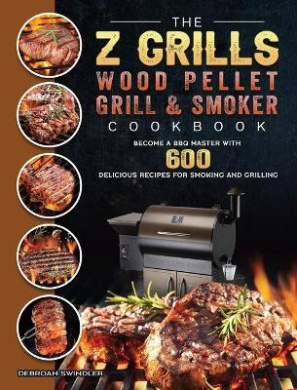 THE
Z GRILLS
WOOD PELLET
GRILL & SMOKER
COOKBOOK
BECOME A BBQ MASTER WITH
600
DELICIOUS RECIPES FOR SMOKING AND GRILLING
DEBROAH SWINDLER